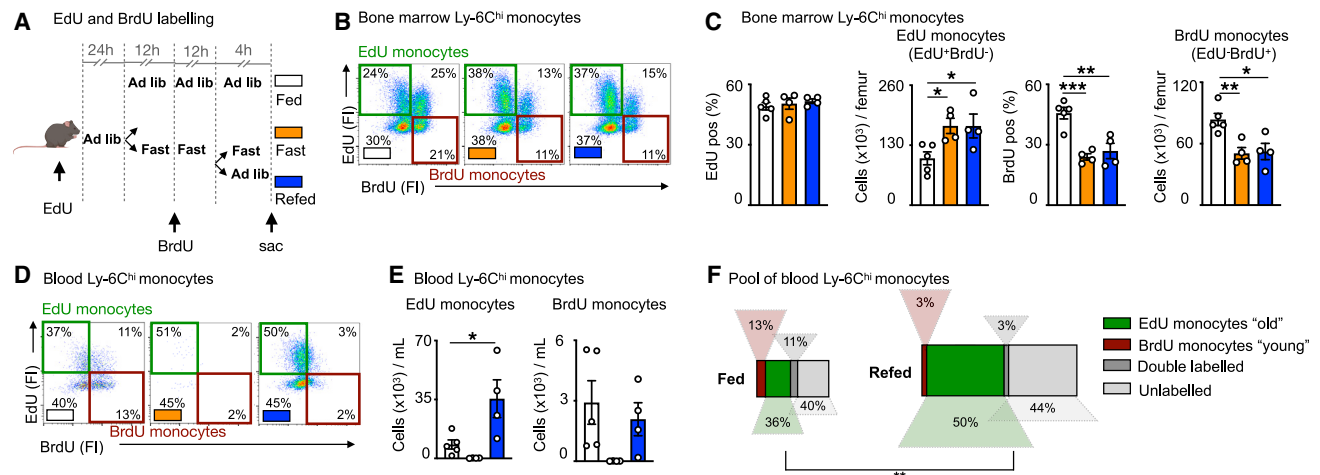 A EdU and BrdU labelling
24h 12h 12h 4h
Ad lib Ad lib Ad lib
Fed
Ad lib
Fast Fast Fast
Fast
Ad lib
Refed
EdU
BrdU sac
B Bone marrow Ly-6Chi monocytes
EdU monocytes
24% 25% 38% 13% 37% 15%
30% 21% 38% 11% 37% 11%
EdU (FI)
BrdU (FI)
BrdU monocytes
C Bone marrow Ly-6Chi monocytes
EdU pos (%)
60
30
0
EdU monocytes
(EdU+BrdU-)
Cells (x10³) / femur
260
130
0
*
*
BrdU pos (%)
60
30
0
**
***
BrdU monocytes
(EdU-BrdU+)
Cells (x10³) / femur
120
60
0
*
**
D Blood Ly-6Chi monocytes
EdU monocytes
37% 11% 51% 2% 50% 3%
40% 13% 45% 2% 45% 2%
EdU (FI)
BrdU (FI)
BrdU monocytes
E Blood Ly-6Chi monocytes
EdU monocytes BrdU monocytes
Cells (x10³) / mL
70
35
0
*
Cells (x10³) / mL
6
3
0
F Pool of blood Ly-6Chi monocytes
3%
13% 11% 3%
Fed Refed
40% 44%
36% 50%
**
EdU monocytes “old”
BrdU monocytes “young”
Double labelled
Unlabelled